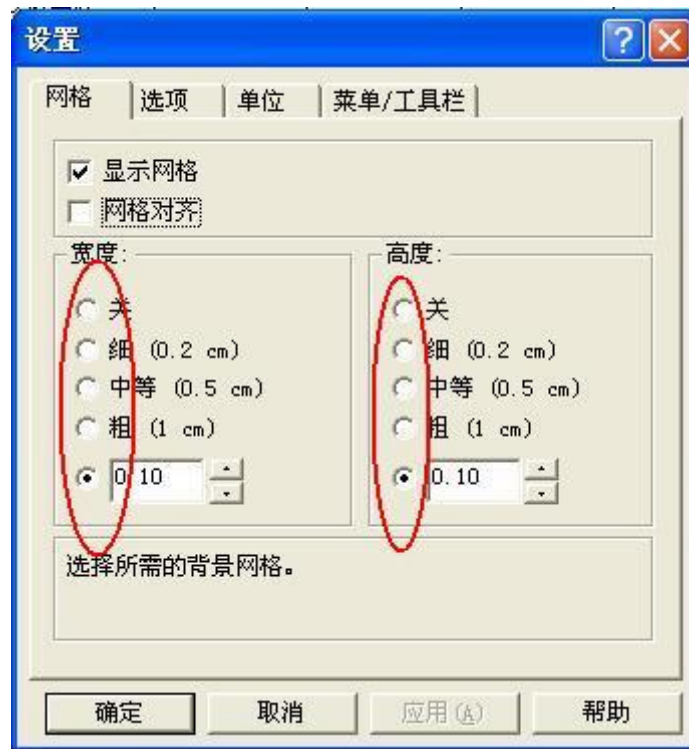 设置
网格 选项 单位 菜单/工具栏
显示网格
网格对齐
宽度: 高度:
关 关
细 (0.2 cm) 细 (0.2 cm)
中等 (0.5 cm) 中等 (0.5 cm)
粗 (1 cm) 粗 (1 cm)
0.10 0.10
选择所需的背景网格。
确定 取消 应用(A) 帮助